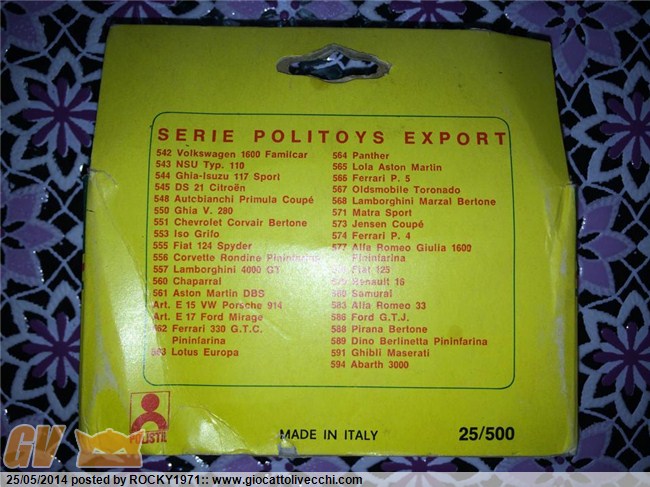 SERIE POLITOYS EXPORT
542 Volkswagen 1600 Familcar
543 NSU Typ. 110
544 Ghia-Isuzu 117 Sport
545 DS 21 Citroën
548 Autobianchi Primula Coupé
550 Ghia V. 280
551 Chevrolet Corvair Bertone
553 Iso Grifo
555 Fiat 124 Spyder
556 Corvette Rondine Pininfarina
557 Lamborghini 4000 GT
560 Chaparral
561 Aston Martin DBS
Art. E 15 VW Porsche 914
Art. E 17 Ford Mirage
562 Ferrari 330 G.T.C.
Pininfarina
563 Lotus Europa
564 Panther
565 Lola Aston Martin
566 Ferrari P. 5
567 Oldsmobile Toronado
568 Lamborghini Marzal Bertone
571 Matra Sport
573 Jensen Coupé
574 Ferrari P. 4
577 Alfa Romeo Giulia 1600
Pininfarina
Fiat 125
Renault 16
Samurai
583 Alfa Romeo 33
586 Ford G.T.J.
588 Pirana Bertone
589 Dino Berlinetta Pininfarina
591 Ghibli Maserati
594 Abarth 3000
POLISTIL
MADE IN ITALY
25/500
GV
25/05/2014 posted by ROCKY1971:: www.giocattolivecchi.com